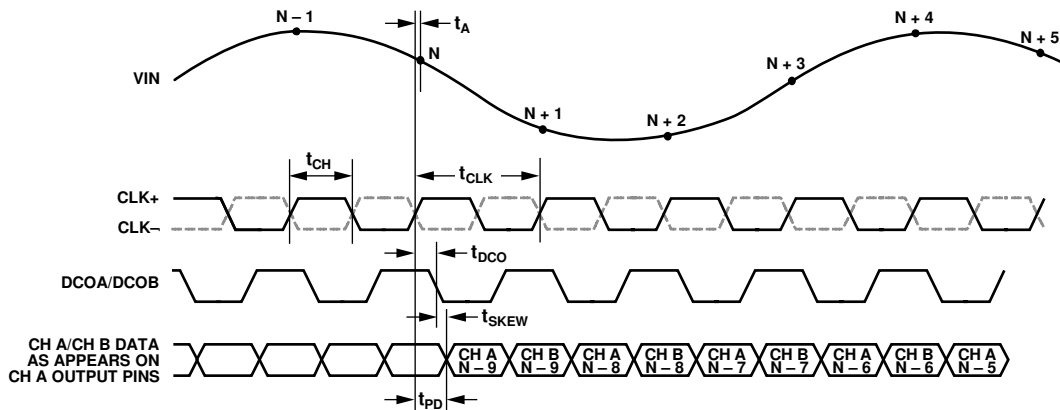 N – 1
t_A
N
N + 4
N + 5
VIN
N + 3
N + 1
N + 2
t_CH
t_CLK
CLK+
CLK–
t_DCO
DCOA/DCOB
t_SKEW
CH A/CH B DATA
AS APPEARS ON
CH A OUTPUT PINS
CH A CH B CH A CH B CH A CH B CH A CH B CH A
N – 9 N – 9 N – 8 N – 8 N – 7 N – 7 N – 6 N – 6 N – 5
t_PD